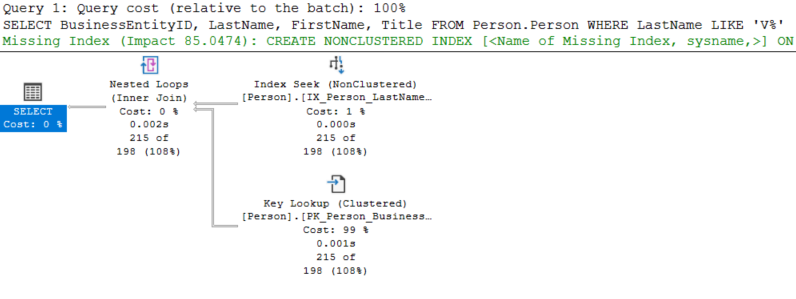 Query 1: Query cost (relative to the batch): 100%
SELECT BusinessEntityID, LastName, FirstName, Title FROM Person.Person WHERE LastName LIKE 'V%'
Missing Index (Impact 85.0474): CREATE NONCLUSTERED INDEX [<Name of Missing Index, sysname,>] ON
SELECT
Cost: 0 %
Nested Loops
(Inner Join)
Cost: 0 %
0.002s
215 of
198 (108%)
Index Seek (NonClustered)
[Person].[IX_Person_LastName…
Cost: 1 %
0.000s
215 of
198 (108%)
Key Lookup (Clustered)
[Person].[PK_Person_Business…
Cost: 99 %
0.001s
215 of
198 (108%)